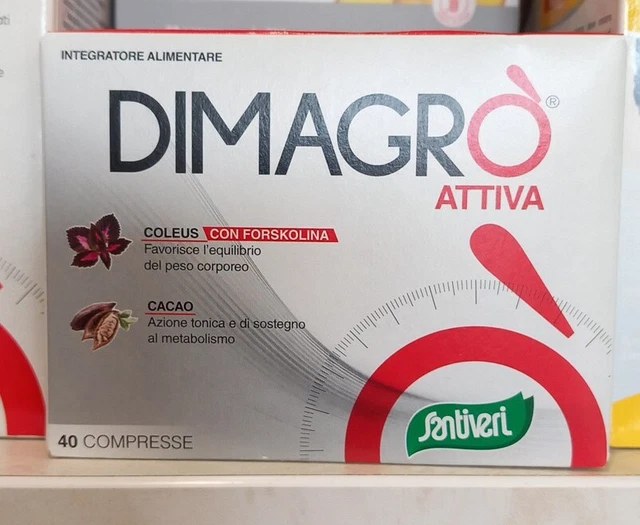 INTEGRATORE ALIMENTARE
DIMAGRÒ®
ATTIVA
COLEUS CON FORSKOLINA
Favorisce l'equilibrio
del peso corporeo
CACAO
Azione tonica e di sostegno
al metabolismo
Santiveri
40 COMPRESSE